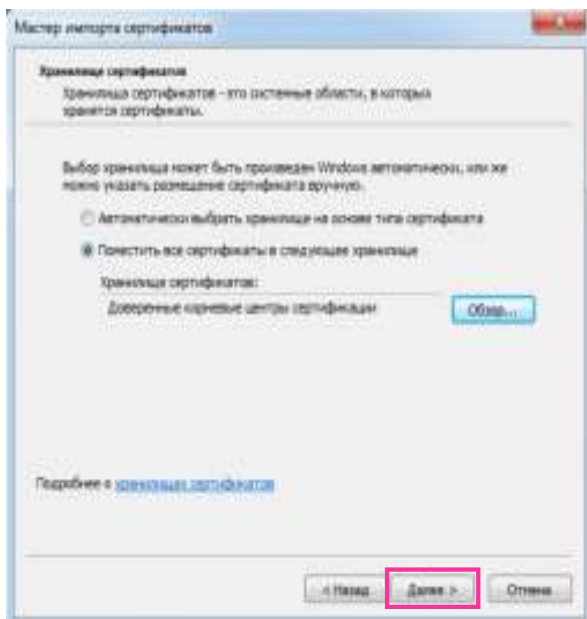 Мастер импорта сертификатов
Хранилище сертификатов
Хранилища сертификатов - это системные области, в которых
хранятся сертификаты.
Выбор хранилища может быть произведен Windows автоматически, или же
можно указать размещение сертификата вручную.
Автоматически выбрать хранилище на основе типа сертификата
Поместить все сертификаты в следующее хранилище
Хранилище сертификатов:
Доверенные корневые центры сертификации
Обзор...
Подробнее о хранилищах сертификатов
< Назад
Далее >
Отмена